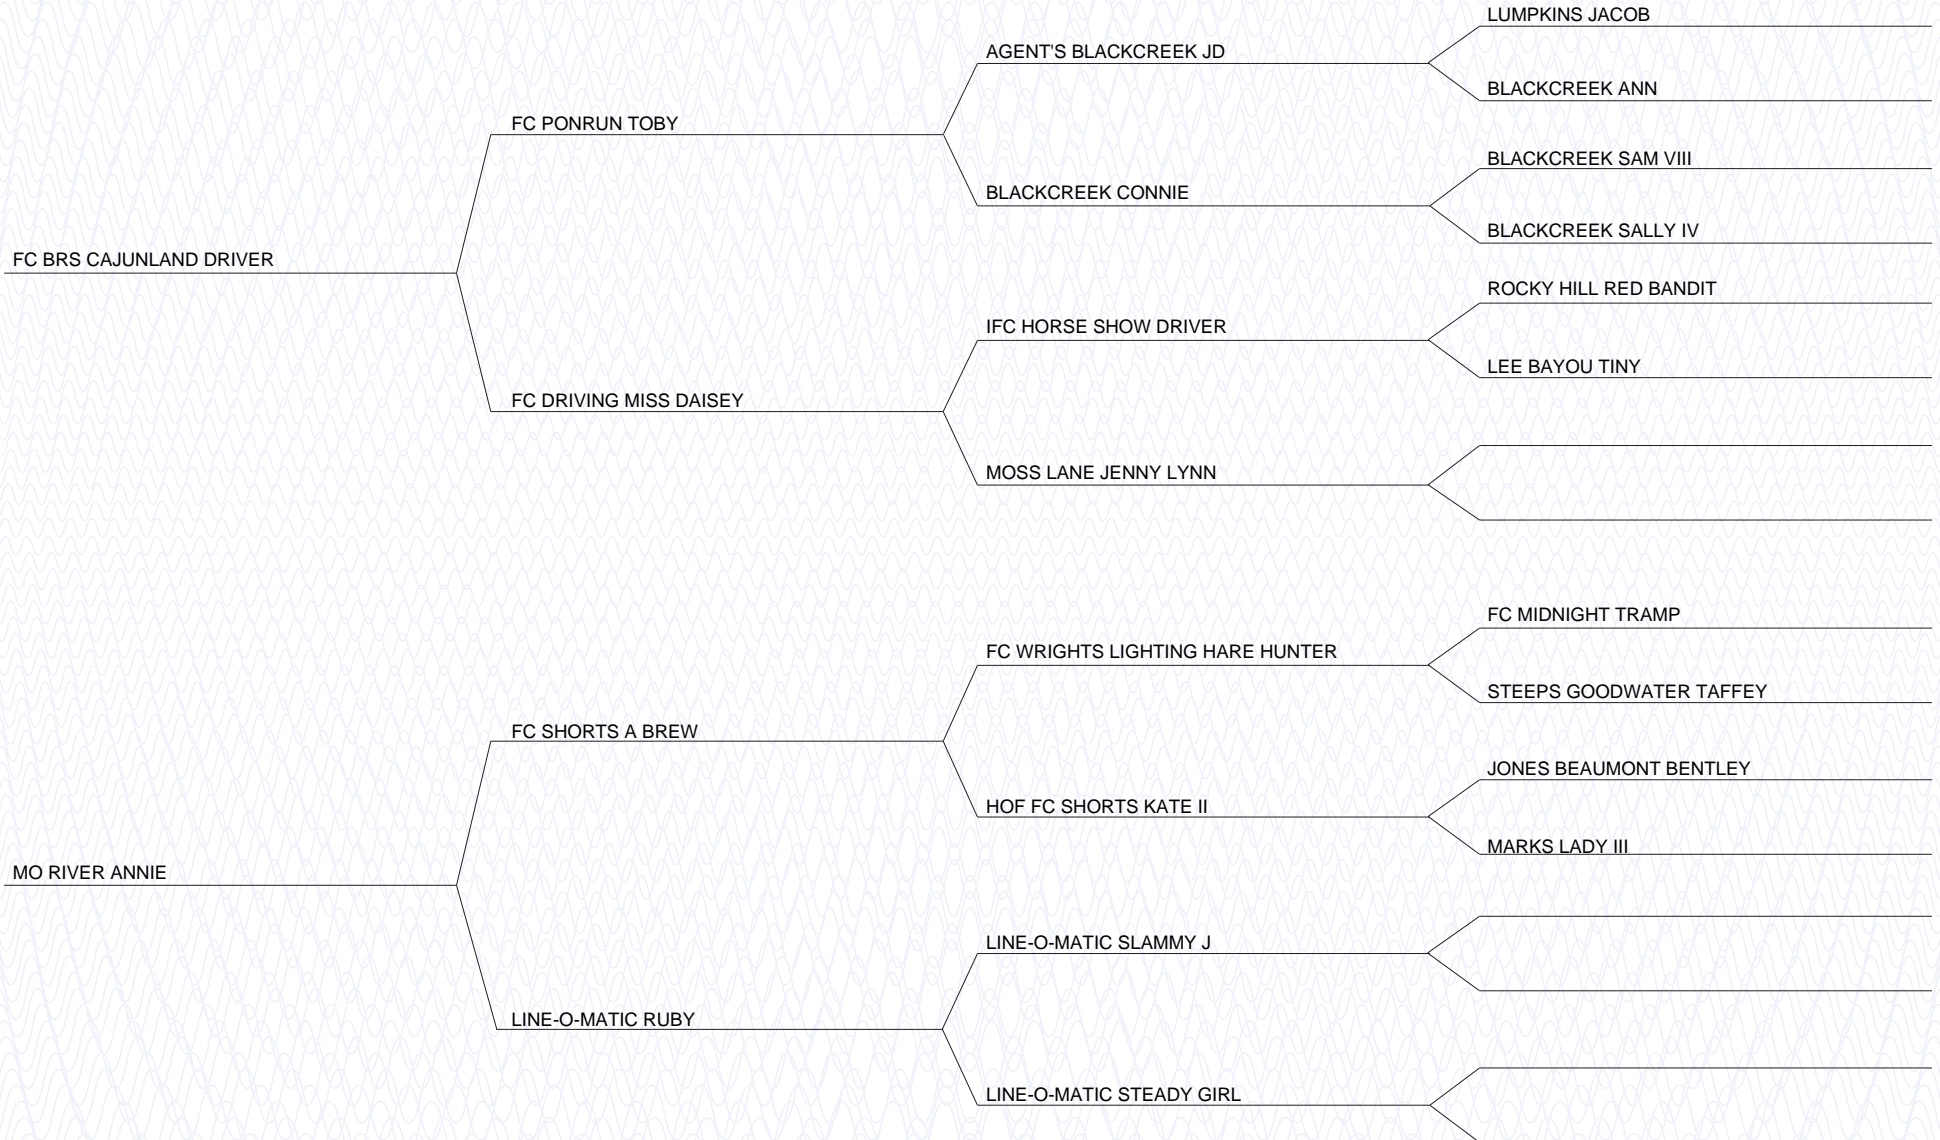 LUMPKINS JACOB
AGENT'S BLACKCREEK JD
BLACKCREEK ANN
FC PONRUN TOBY
BLACKCREEK SAM VIII
BLACKCREEK CONNIE
BLACKCREEK SALLY IV
FC BRS CAJUNLAND DRIVER
ROCKY HILL RED BANDIT
IFC HORSE SHOW DRIVER
LEE BAYOU TINY
FC DRIVING MISS DAISEY
MOSS LANE JENNY LYNN
FC MIDNIGHT TRAMP
FC WRIGHTS LIGHTING HARE HUNTER
STEEPS GOODWATER TAFFEY
FC SHORTS A BREW
JONES BEAUMONT BENTLEY
HOF FC SHORTS KATE II
MARKS LADY III
MO RIVER ANNIE
LINE-O-MATIC SLAMMY J
LINE-O-MATIC RUBY
LINE-O-MATIC STEADY GIRL